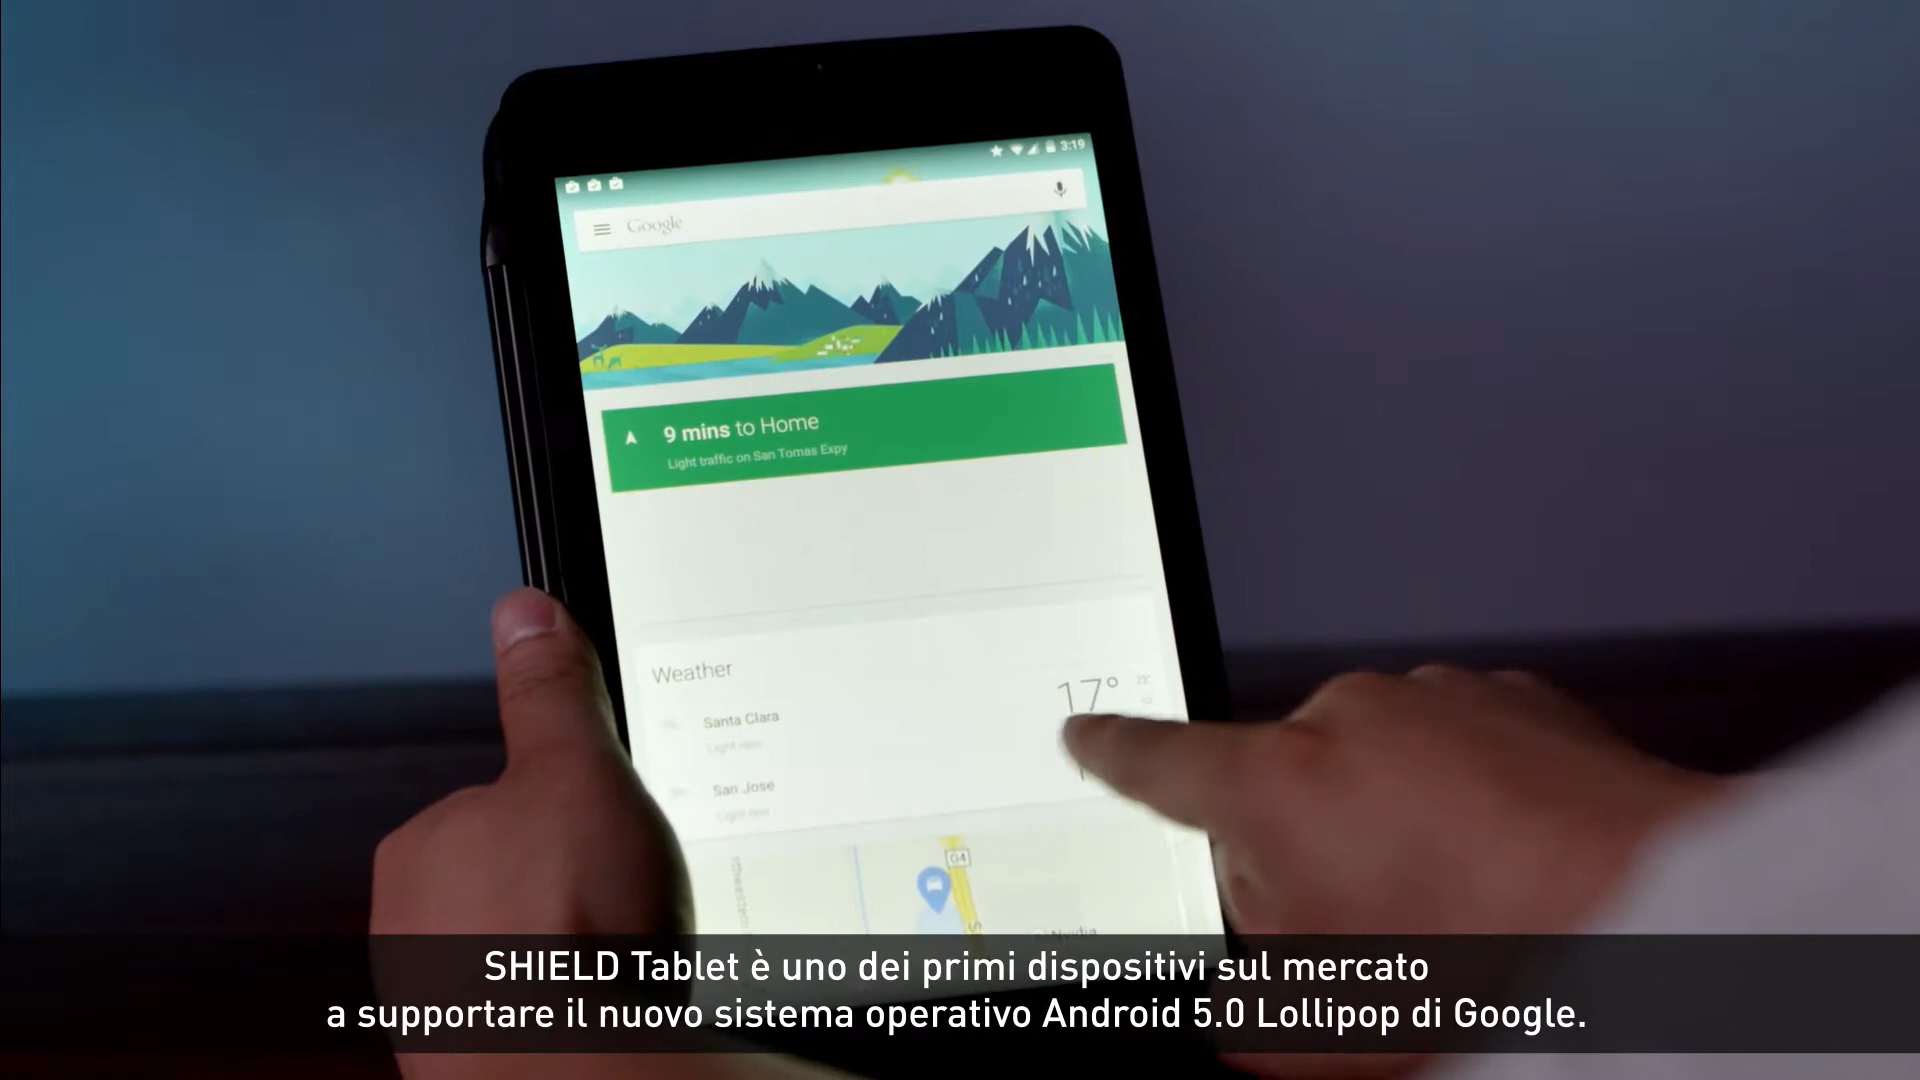 3:19
Google
9 mins to Home
Light traffic on San Tomas Expy
Weather
17°
Santa Clara
San Jose
G4
Nvidia
SHIELD Tablet è uno dei primi dispositivi sul mercato
a supportare il nuovo sistema operativo Android 5.0 Lollipop di Google.